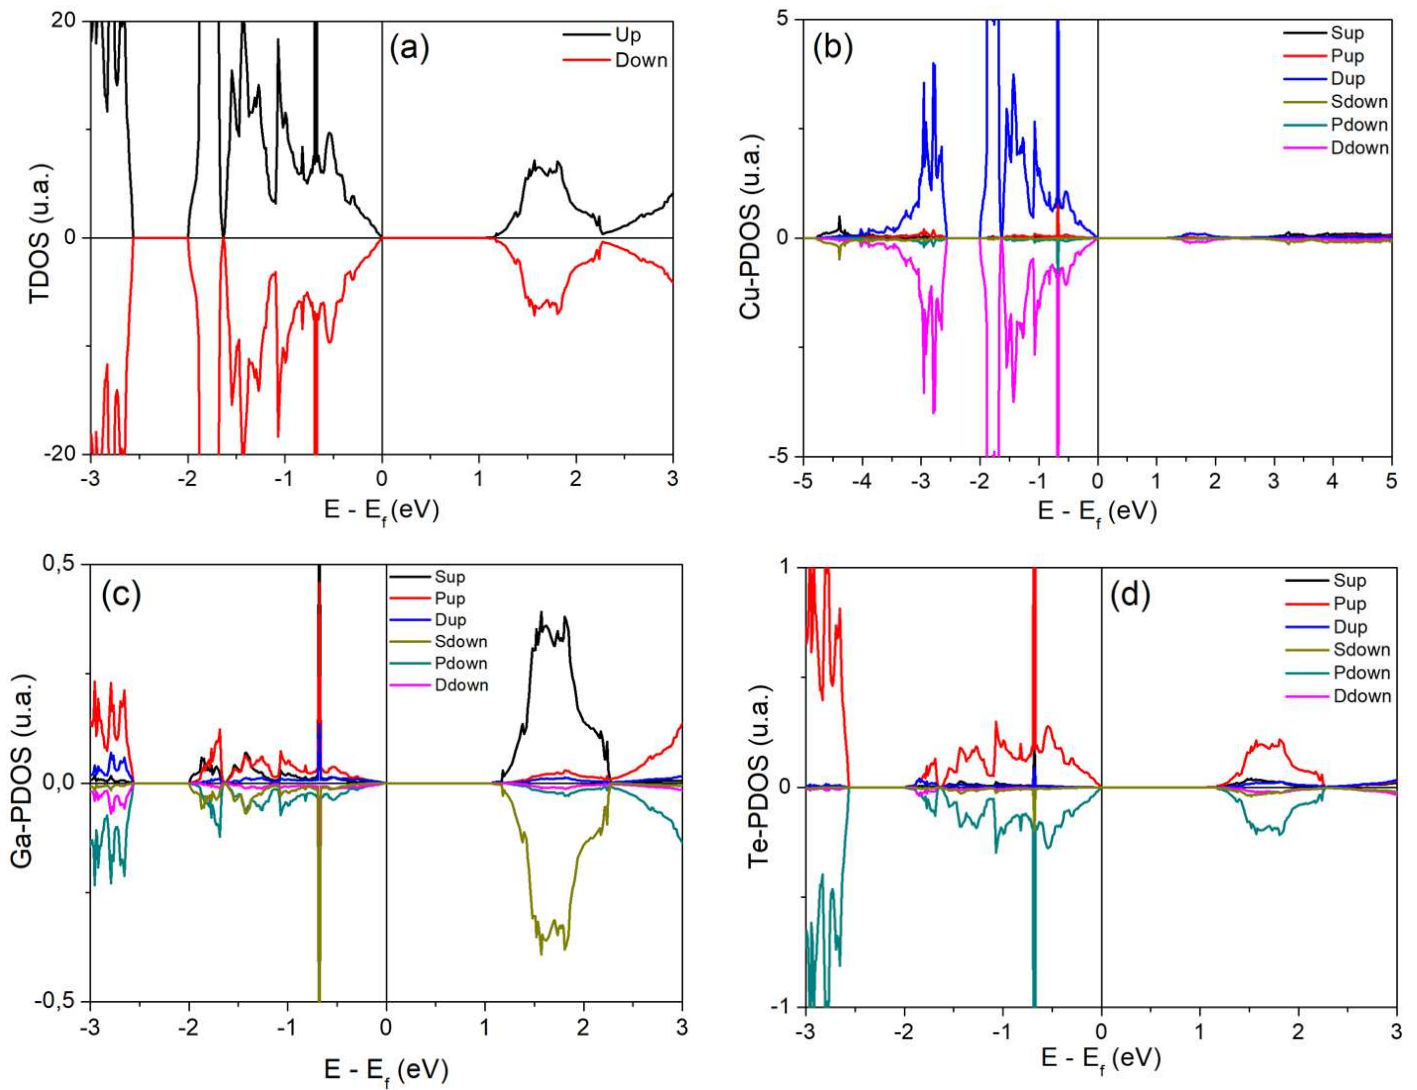 (a)
Up
Down
20
0
-20
TDOS (u.a.)
-3 -2 -1 0 1 2 3
E - Ef (eV)
(b)
Sup
Pup
Dup
Sdown
Pdown
Ddown
5
0
-5
Cu-PDOS (u.a.)
-5 -4 -3 -2 -1 0 1 2 3 4 5
E - Ef (eV)
(c)
Sup
Pup
Dup
Sdown
Pdown
Ddown
0,5
0,0
-0,5
Ga-PDOS (u.a.)
-3 -2 -1 0 1 2 3
E - Ef (eV)
(d)
Sup
Pup
Dup
Sdown
Pdown
Ddown
1
0
-1
Te-PDOS (u.a.)
-3 -2 -1 0 1 2 3
E - Ef (eV)